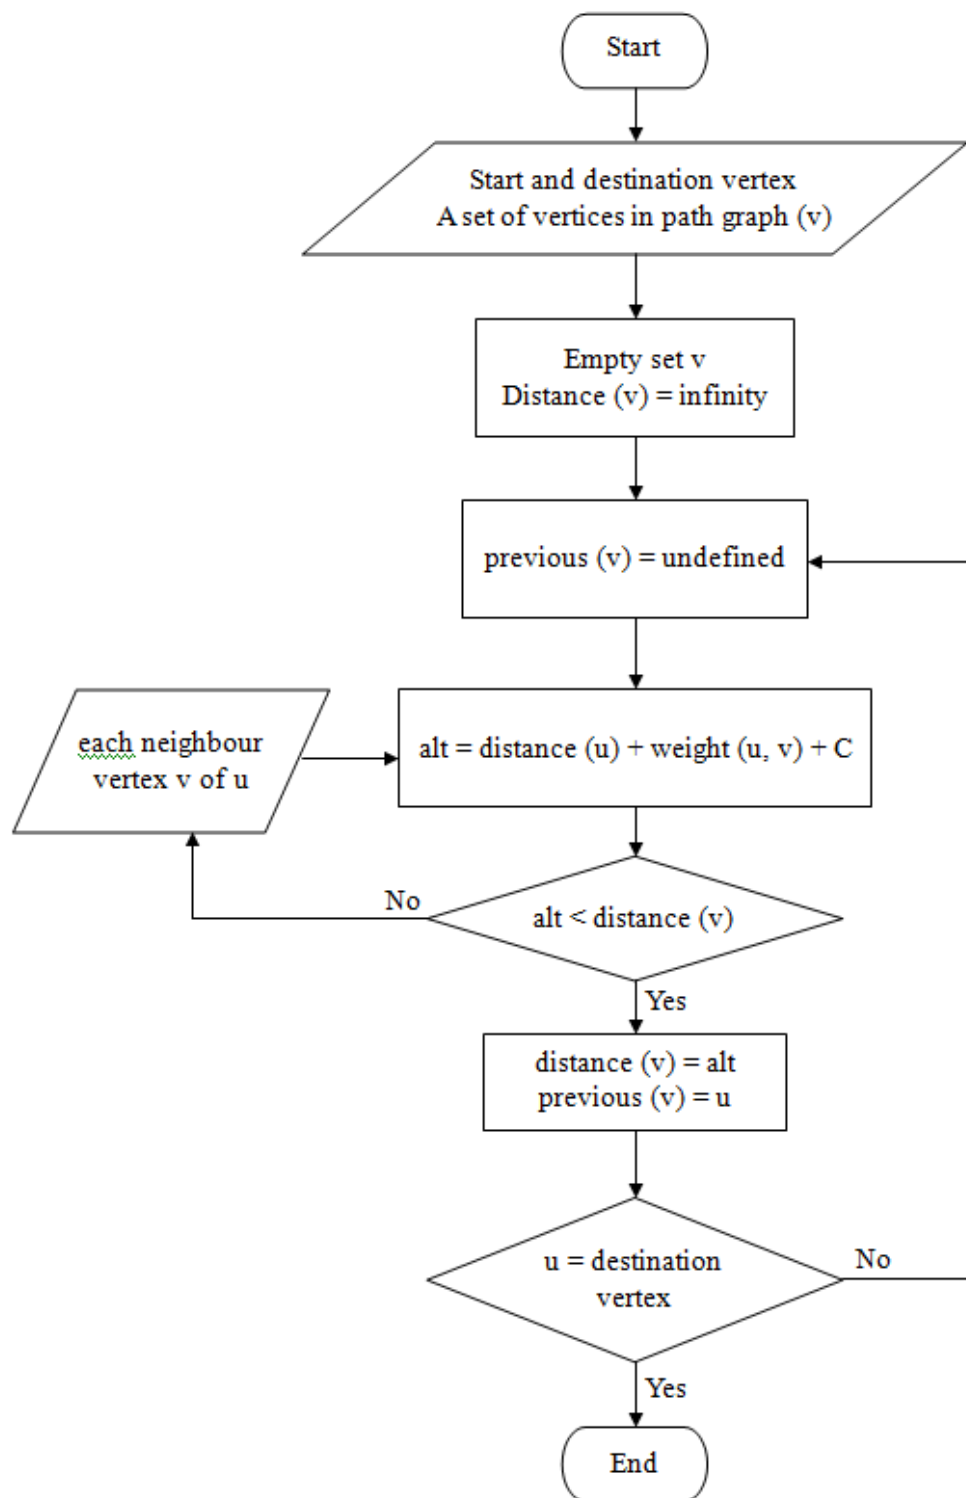 Start
Start and destination vertex
A set of vertices in path graph (v)
Empty set v
Distance (v) = infinity
previous (v) = undefined
each neighbour
vertex v of u
alt = distance (u) + weight (u, v) + C
No
alt < distance (v)
Yes
distance (v) = alt
previous (v) = u
u = destination
vertex
No
Yes
End